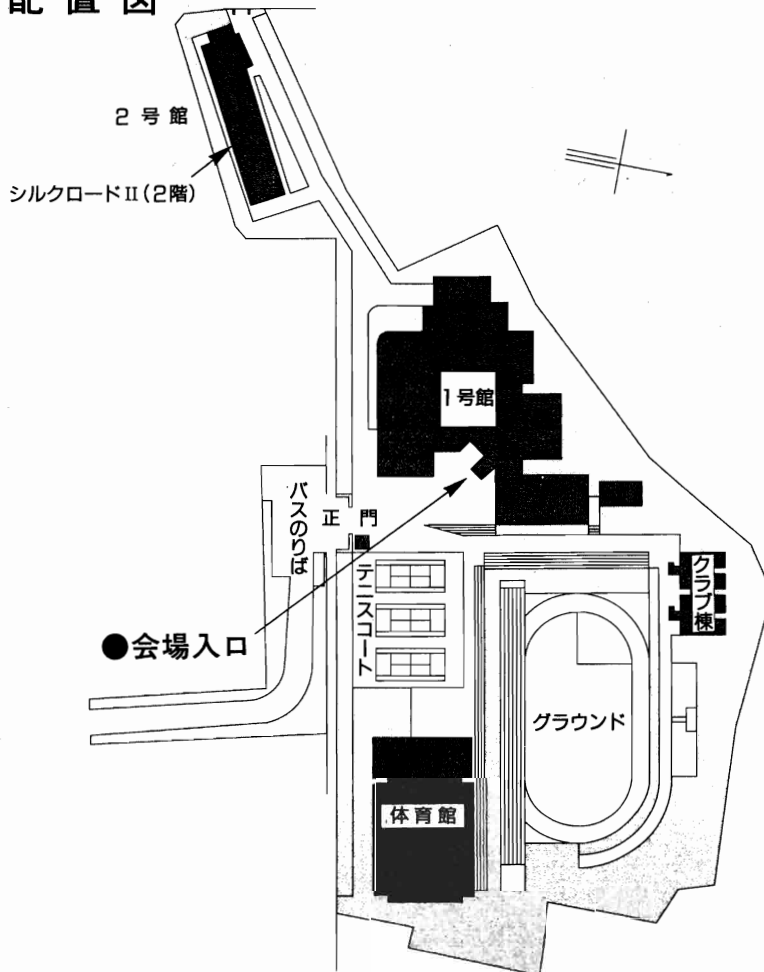 配置図
2号館
シルクロードⅡ(2階)
1号館
バスのりば
正門
テニスコート
クラブ棟
●会場入口
グラウンド
体育館